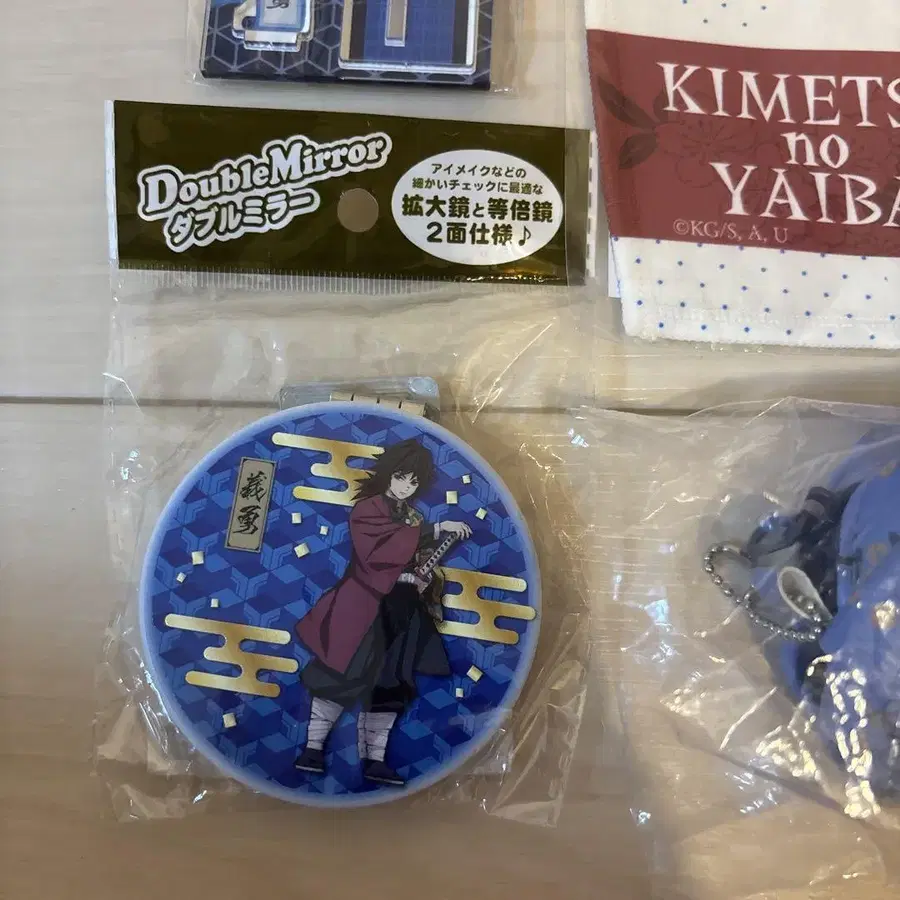 勇
DoubleMirror
ダブルミラー
アイメイクなどの
細かいチェックに最適な
拡大鏡と等倍鏡
2面仕様♪
KIMETS
no
YAIBA
©KG/S, A, U
義勇